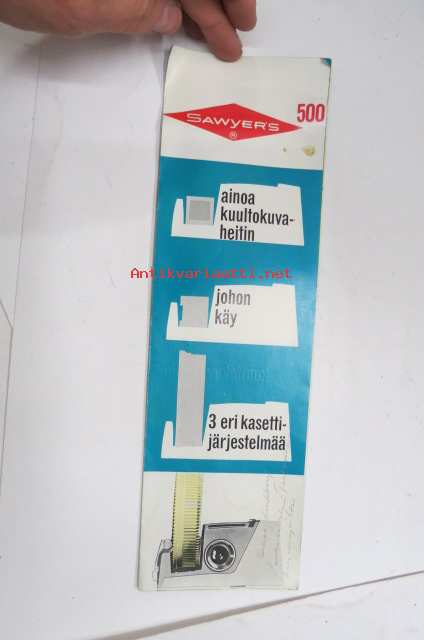 500
SAWYER'S
®
ainoa
kuultokuva-
heitin
Antikvariaatti.net
johon
käy
3 eri kasetti-
järjestelmää